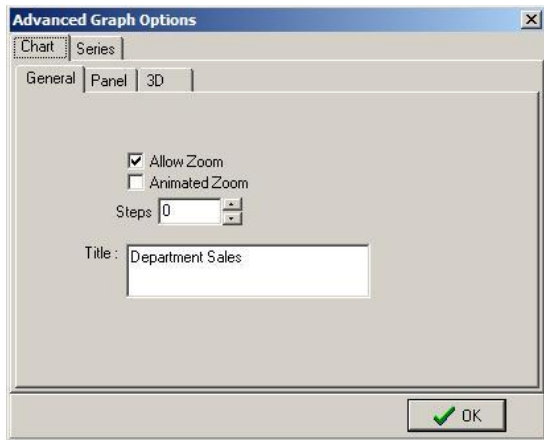 Advanced Graph Options
Chart Series
General Panel 3D
Allow Zoom
Animated Zoom
Steps 0
Title : Department Sales
OK